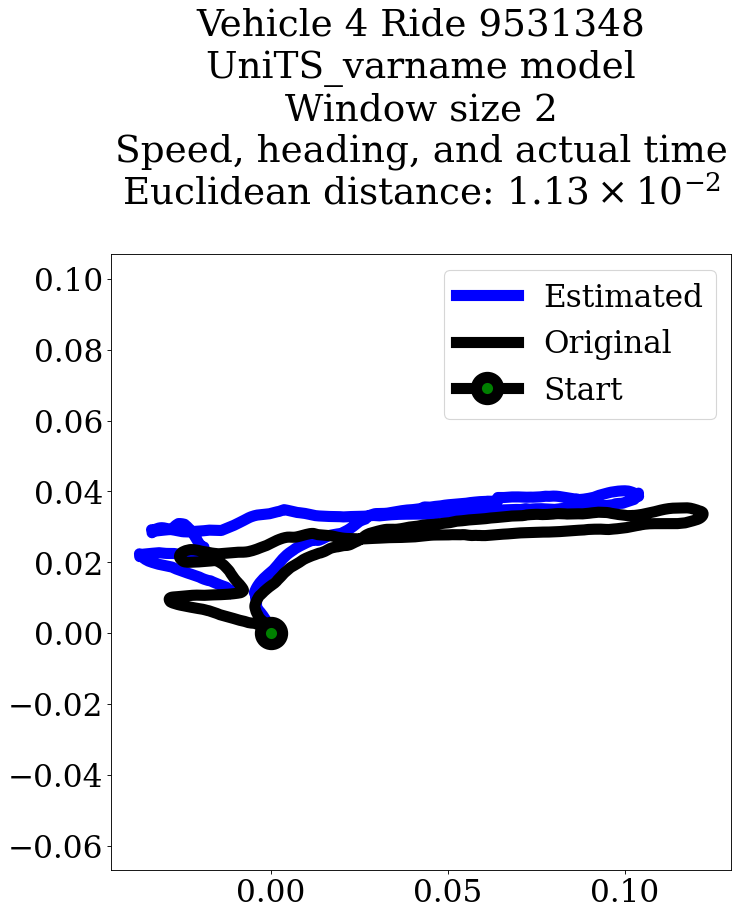 Vehicle 4 Ride 9531348
UniTS_varname model
Window size 2
Speed, heading, and actual time
Euclidean distance: 1.13 × 10⁻²
Estimated
Original
Start
0.10
0.08
0.06
0.04
0.02
0.00
−0.02
−0.04
−0.06
0.00 0.05 0.10